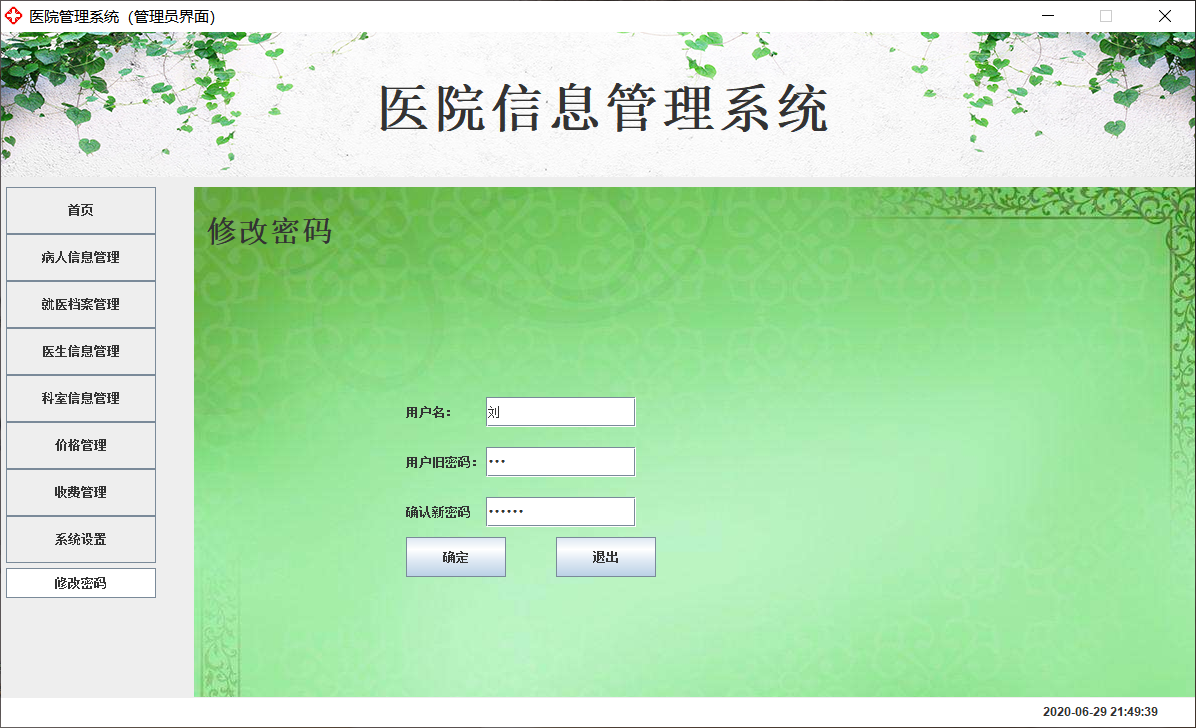 医院管理系统（管理员界面）
医院信息管理系统
首页
病人信息管理
就医档案管理
医生信息管理
科室信息管理
价格管理
收费管理
系统设置
修改密码
修改密码
用户名： 刘
用户旧密码： •••
确认新密码 ••••••
确定 退出
2020-06-29 21:49:39